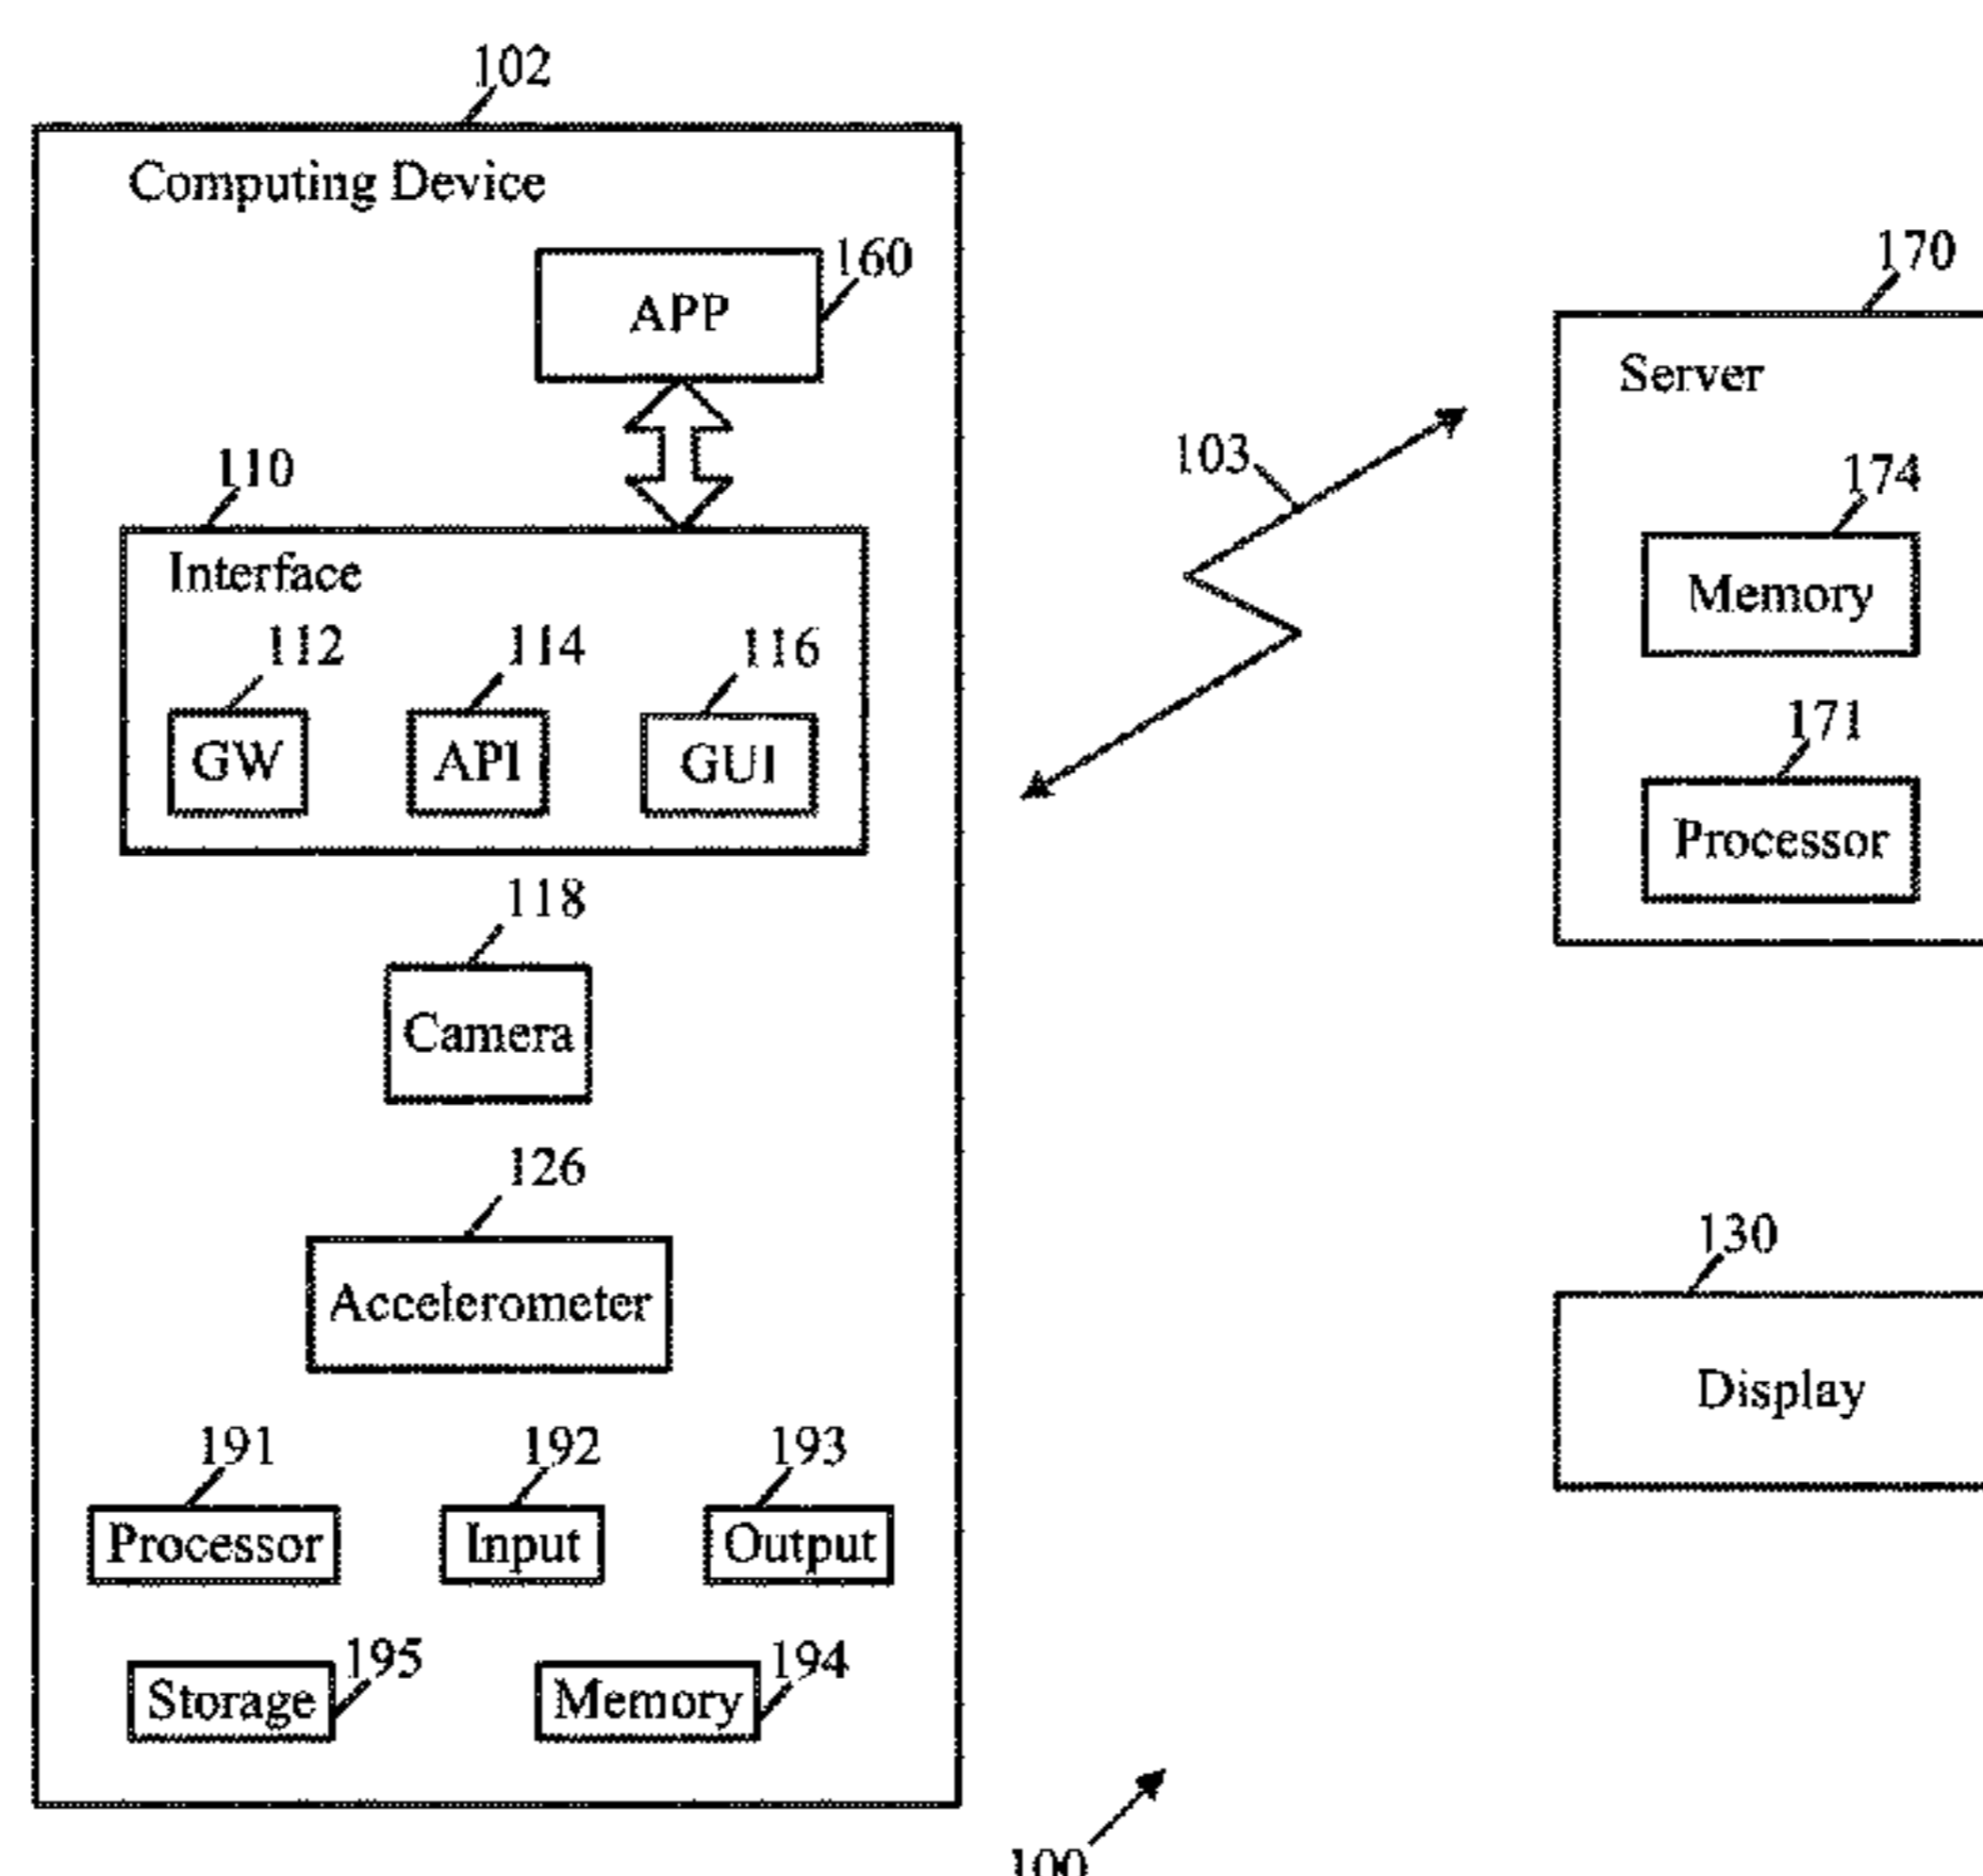 102
Computing Device
160
APP
110
Interface
112
114
116
GW
API
GUI
118
Camera
126
Accelerometer
191
192
193
Processor
Input
Output
195
194
Storage
Memory
103
170
Server
174
Memory
171
Processor
130
Display
100